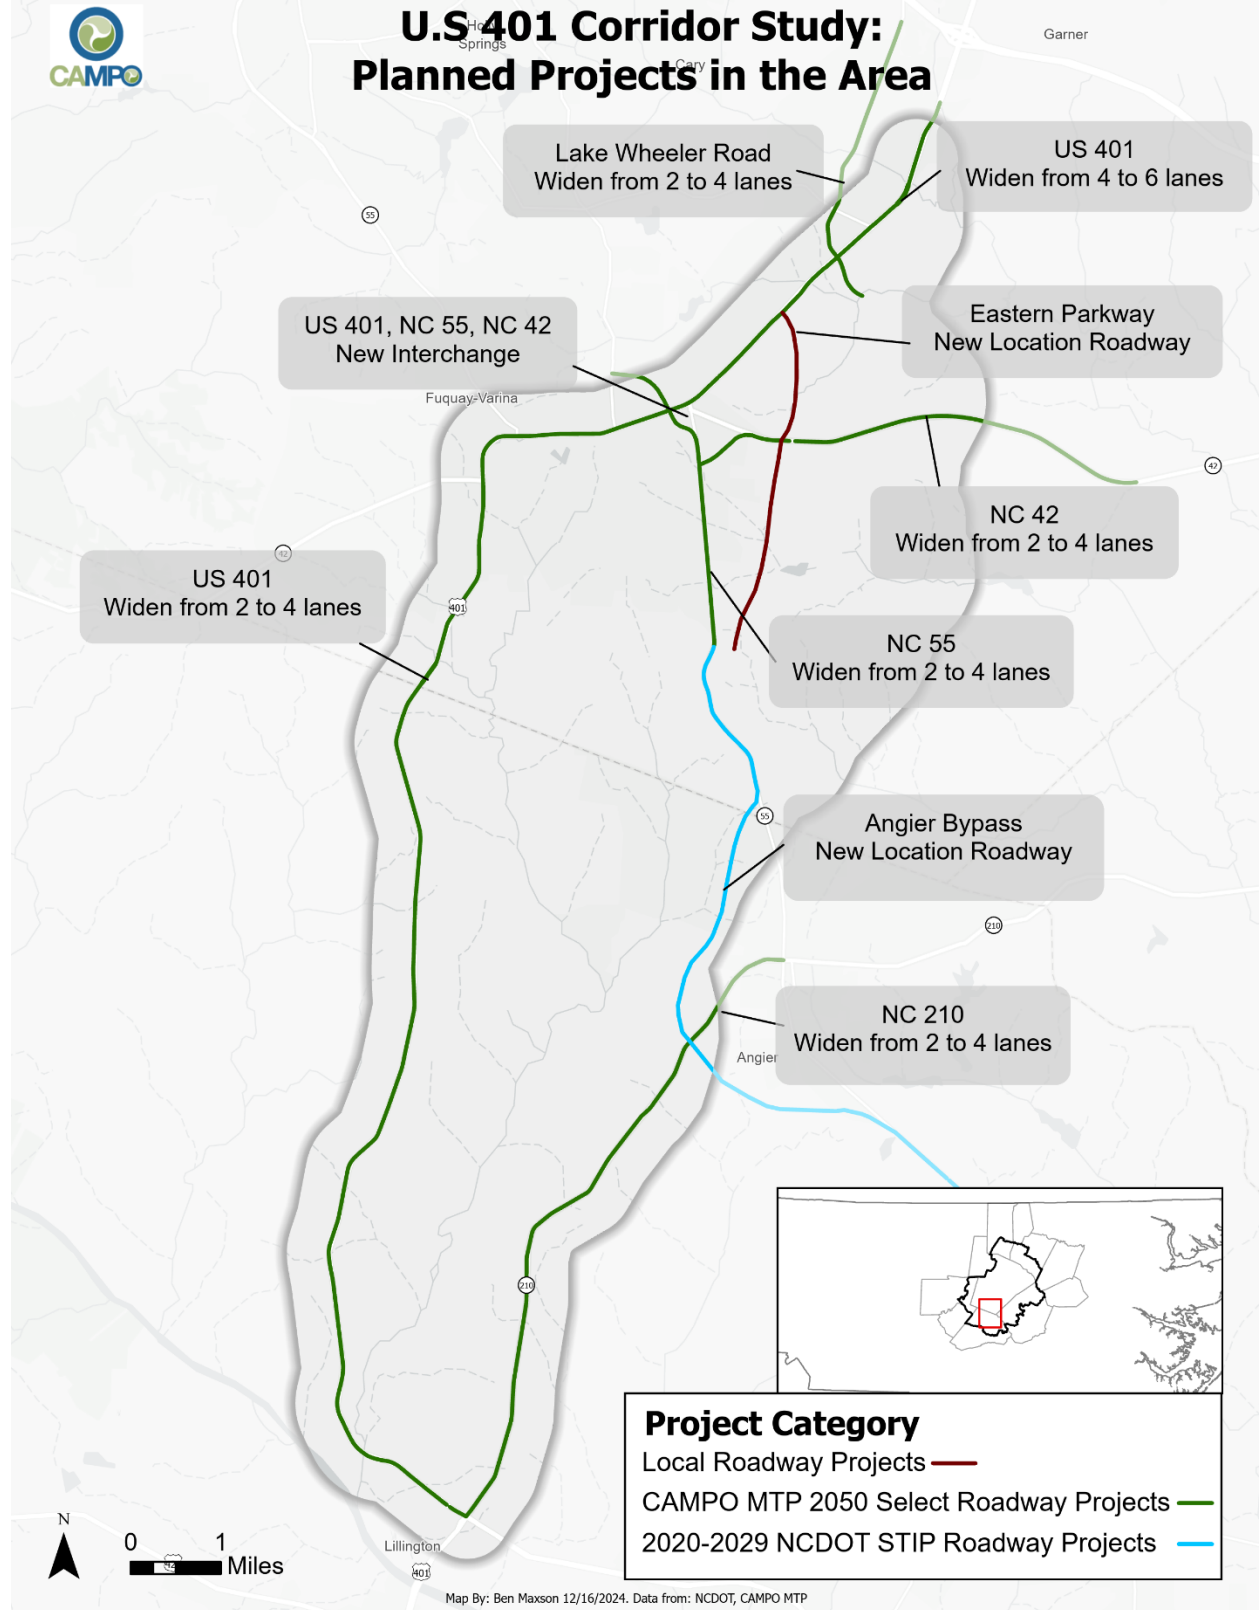 CAMPO
U.S 401 Corridor Study:
Planned Projects in the Area
Holly
Springs
Cary
Garner
Lake Wheeler Road
Widen from 2 to 4 lanes
US 401
Widen from 4 to 6 lanes
55
US 401, NC 55, NC 42
New Interchange
Eastern Parkway
New Location Roadway
Fuquay-Varina
42
NC 42
Widen from 2 to 4 lanes
42
US 401
Widen from 2 to 4 lanes
401
NC 55
Widen from 2 to 4 lanes
55
Angier Bypass
New Location Roadway
210
NC 210
Widen from 2 to 4 lanes
Angier
210
Project Category
Local Roadway Projects
CAMPO MTP 2050 Select Roadway Projects
2020-2029 NCDOT STIP Roadway Projects
N
0 1
Miles
Lillington
401
Map By: Ben Maxson 12/16/2024. Data from: NCDOT, CAMPO MTP